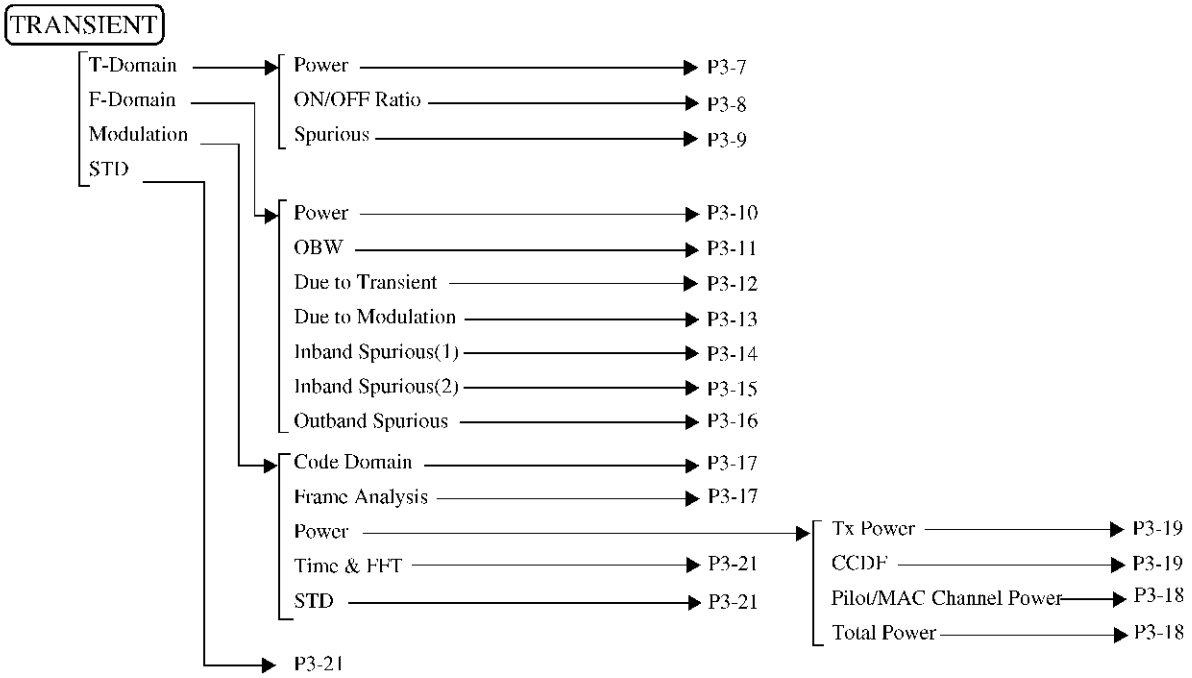 TRANSIENT
T-Domain Power P3-7
F-Domain ON/OFF Ratio P3-8
Modulation Spurious P3-9
STD
Power P3-10
OBW P3-11
Due to Transient P3-12
Due to Modulation P3-13
Inband Spurious(1) P3-14
Inband Spurious(2) P3-15
Outband Spurious P3-16
Code Domain P3-17
Frame Analysis P3-17
Power Tx Power P3-19
Time & FFT P3-21 CCDF P3-19
STD P3-21 Pilot/MAC Channel Power P3-18
Total Power P3-18
P3-21